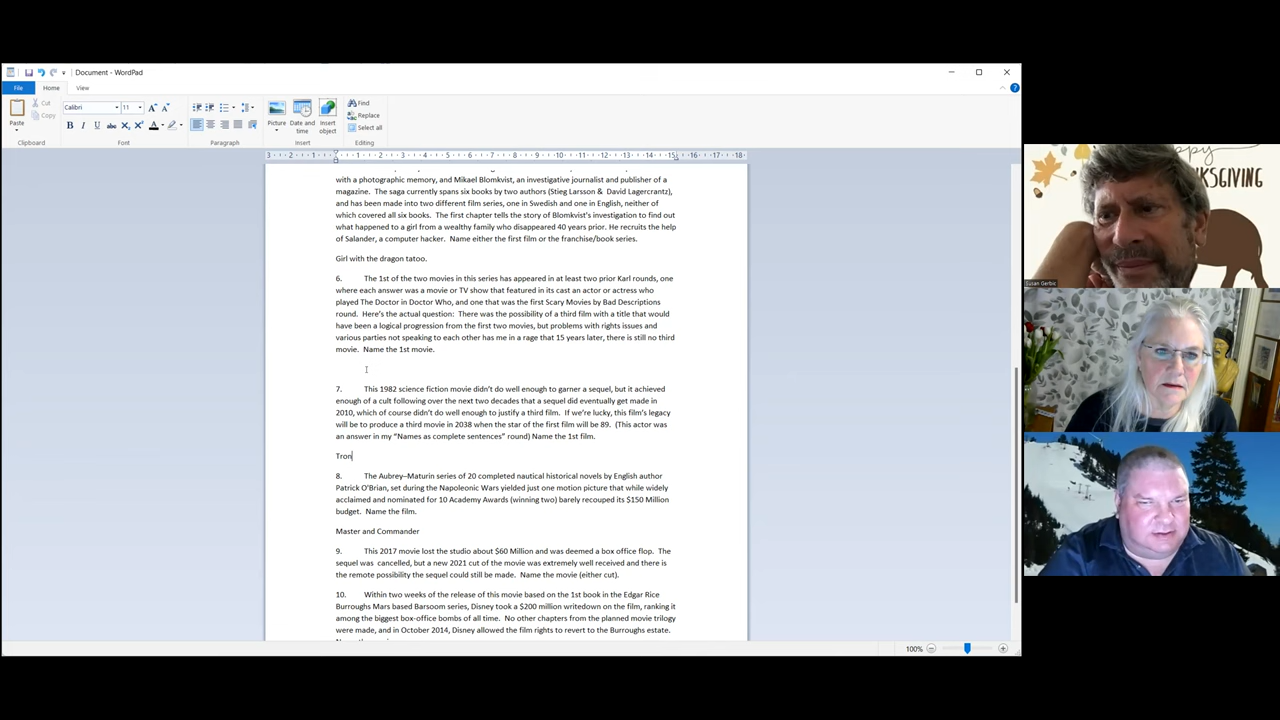 Document - WordPad
File Home View
Cut
Copy
Paste
Calibri 11
Picture
Date and time
Insert object
Find
Replace
Select all
Clipboard Font Paragraph Insert Editing
3 2 1 1 2 3 4 5 6 7 8 9 10 11 12 13 14 15 16 17 18
with a photographic memory, and Mikael Blomkvist, an investigative journalist and publisher of a
magazine. The saga currently spans six books by two authors (Stieg Larsson & David Lagercrantz),
and has been made into two different film series, one in Swedish and one in English, neither of
which covered all six books. The first chapter tells the story of Blomkvist's investigation to find out
what happened to a girl from a wealthy family who disappeared 40 years prior. He recruits the help
of Salander, a computer hacker. Name either the first film or the franchise/book series.
Girl with the dragon tatoo.
6. The 1st of the two movies in this series has appeared in at least two prior Karl rounds, one
where each answer was a movie or TV show that featured in its cast an actor or actress who
played The Doctor in Doctor Who, and one that was the first Scary Movies by Bad Descriptions
round. Here's the actual question: There was the possibility of a third film with a title that would
have been a logical progression from the first two movies, but problems with rights issues and
various parties not speaking to each other has me in a rage that 15 years later, there is still no third
movie. Name the 1st movie.
7. This 1982 science fiction movie didn't do well enough to garner a sequel, but it achieved
enough of a cult following over the next two decades that a sequel did eventually get made in
2010, which of course didn't do well enough to justify a third film. If we're lucky, this film's legacy
will be to produce a third movie in 2038 when the star of the first film will be 89. (This actor was
an answer in my "Names as complete sentences" round) Name the 1st film.
Tron
8. The Aubrey–Maturin series of 20 completed nautical historical novels by English author
Patrick O'Brian, set during the Napoleonic Wars yielded just one motion picture that while widely
acclaimed and nominated for 10 Academy Awards (winning two) barely recouped its $150 Million
budget. Name the film.
Master and Commander
9. This 2017 movie lost the studio about $60 Million and was deemed a box office flop. The
sequel was cancelled, but a new 2021 cut of the movie was extremely well received and there is
the remote possibility the sequel could still be made. Name the movie (either cut).
10. Within two weeks of the release of this movie based on the 1st book in the Edgar Rice
Burroughs Mars based Barsoom series, Disney took a $200 million writedown on the film, ranking it
among the biggest box-office bombs of all time. No other chapters from the planned movie trilogy
were made, and in October 2014, Disney allowed the film rights to revert to the Burroughs estate.
100%
Susan Gerbic